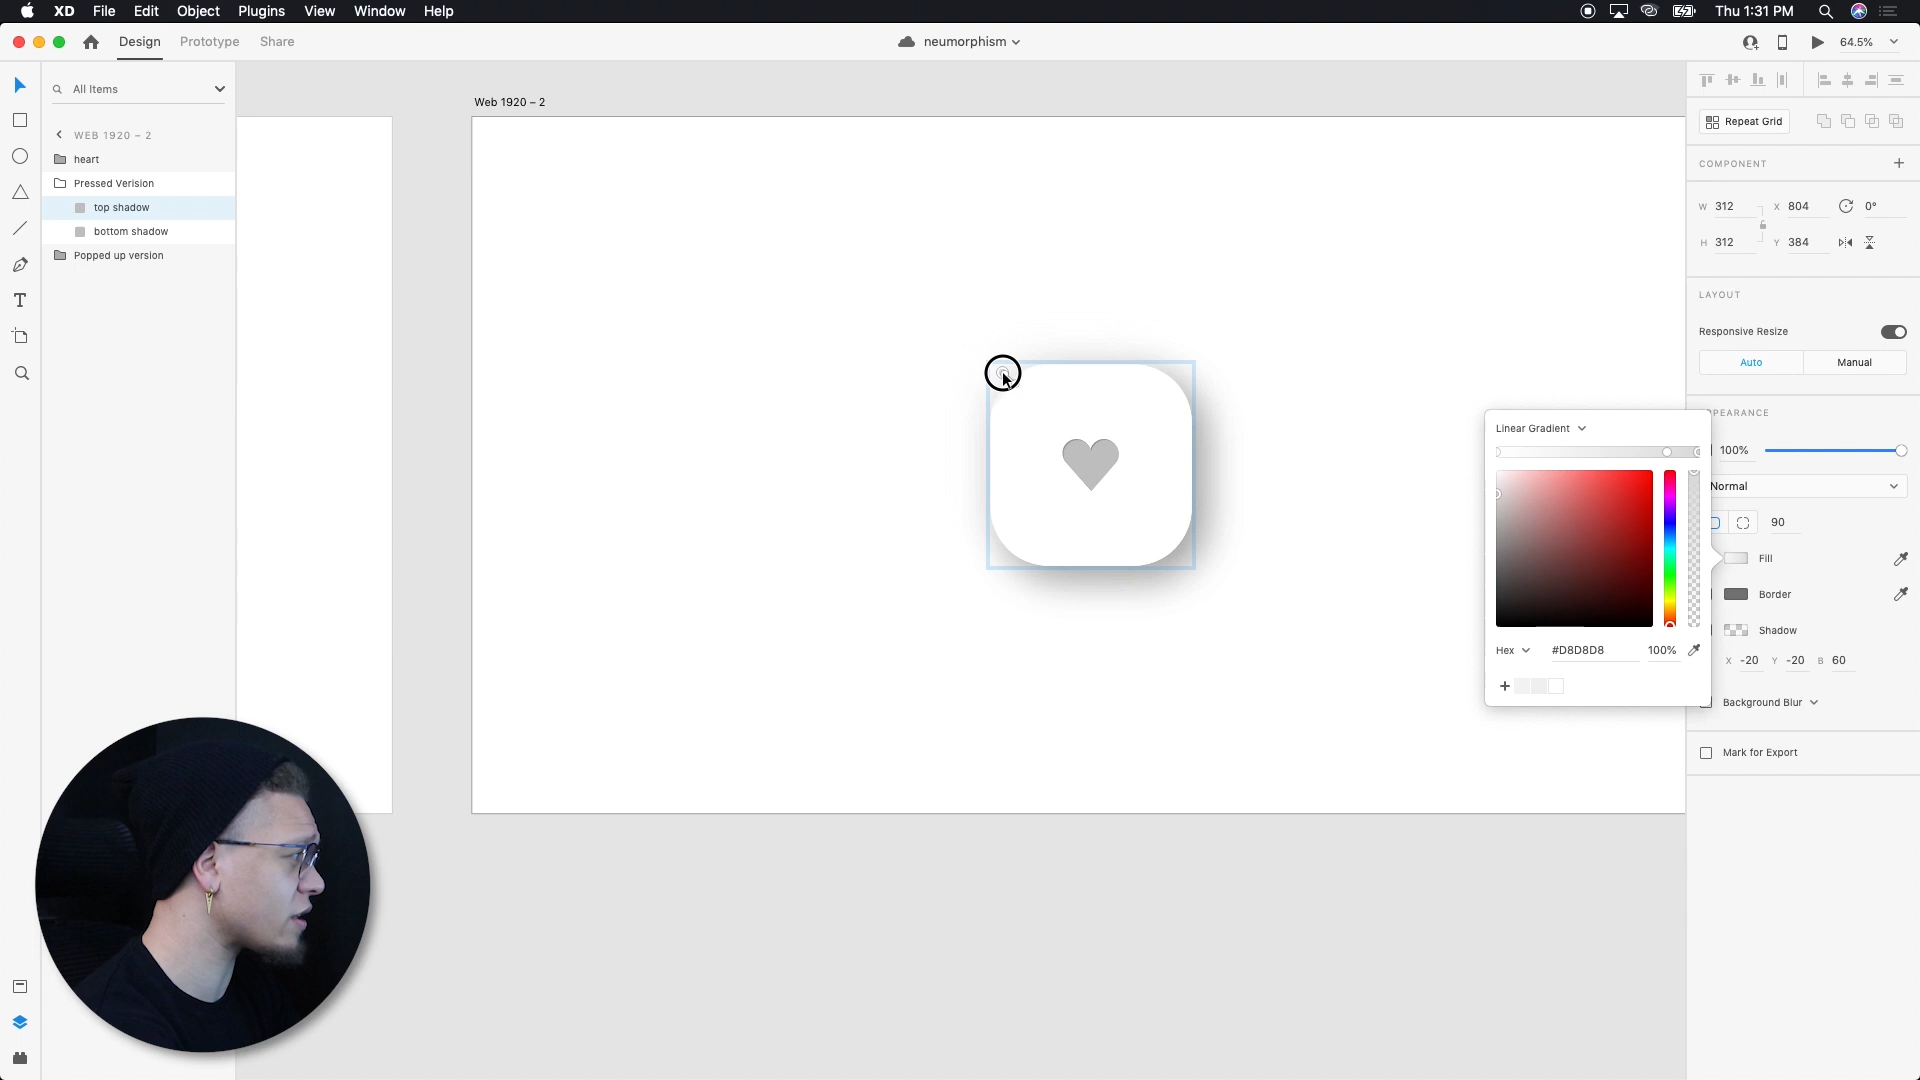 XD File Edit Object Plugins View Window Help
Thu 1:31 PM
Design Prototype Share
neumorphism
64.5%
All Items
WEB 1920 – 2
heart
Pressed Verision
top shadow
bottom shadow
Popped up version
Web 1920 – 2
Repeat Grid
COMPONENT
W 312 X 804 0°
H 312 Y 384
LAYOUT
Responsive Resize
Auto Manual
PEARANCE
Linear Gradient
100%
Normal
90
Fill
Border
Shadow
Hex #D8D8D8 100%
X -20 Y -20 B 60
Background Blur
Mark for Export